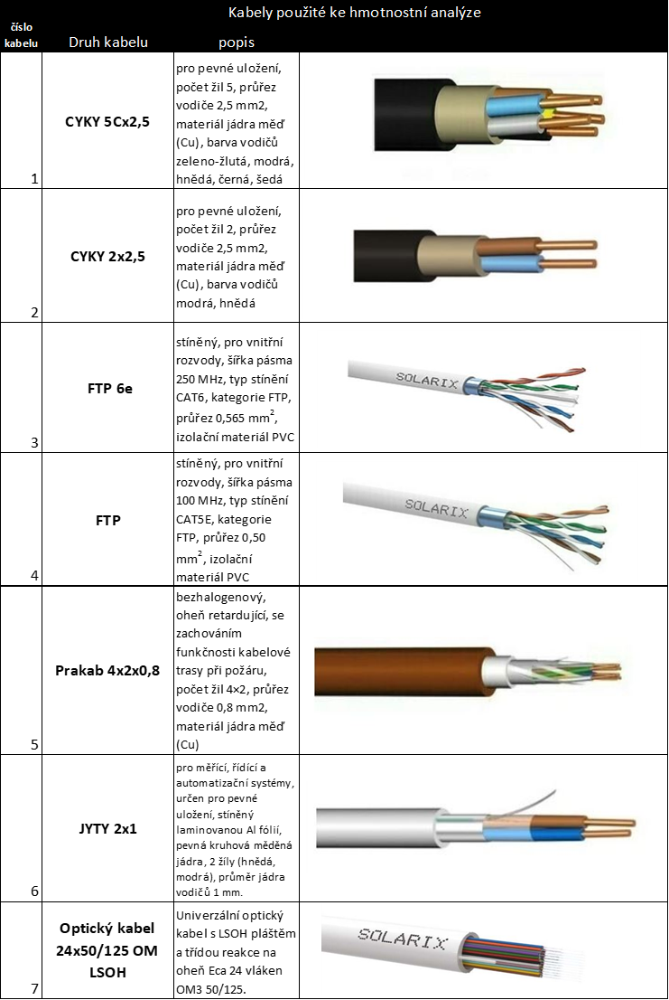 Kabely použité ke hmotnostní analýze
číslo
kabelu
Druh kabelu
popis
1
CYKY 5Cx2,5
pro pevné uložení,
počet žil 5, průřez
vodiče 2,5 mm2,
materiál jádra měď
(Cu), barva vodičů
zeleno-žlutá, modrá,
hnědá, černá, šedá
2
CYKY 2x2,5
pro pevné uložení,
počet žil 2, průřez
vodiče 2,5 mm2,
materiál jádra měď
(Cu), barva vodičů
modrá, hnědá
3
FTP 6e
stíněný, pro vnitřní
rozvody, šířka pásma
250 MHz, typ stínění
CAT6, kategorie FTP,
průřez 0,565 mm²,
izolační materiál PVC
SOLARIX
4
FTP
stíněný, pro vnitřní
rozvody, šířka pásma
100 MHz, typ stínění
CAT5E, kategorie
FTP, průřez 0,50
mm², izolační
materiál PVC
SOLARIX
5
Prakab 4x2x0,8
bezhalogenový,
oheň retardující, se
zachováním
funkčnosti kabelové
trasy při požáru,
počet žil 4×2, průřez
vodiče 0,8 mm2,
materiál jádra měď
(Cu)
6
JYTY 2x1
pro měřící, řídící a
automatizační systémy,
určen pro pevné
uložení, stíněný
laminovanou Al fólií,
pevná kruhová měděná
jádra, 2 žíly (hnědá,
modrá), průměr jádra
vodičů 1 mm.
7
Optický kabel
24x50/125 OM
LSOH
Univerzální optický
kabel s LSOH pláštěm
a třídou reakce na
oheň Eca 24 vláken
OM3 50/125.
SOLARIX